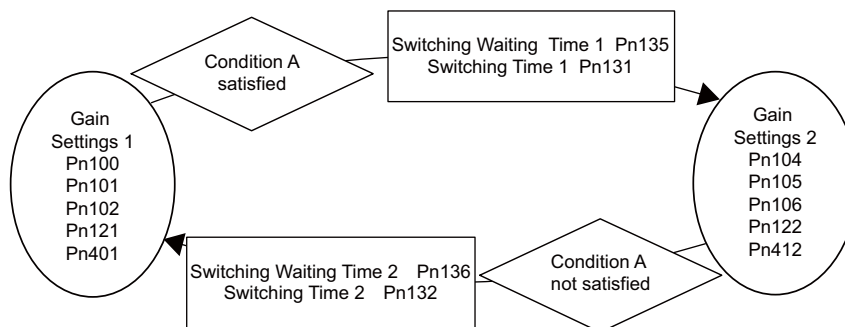 Condition A
satisfied
Switching Waiting Time 1 Pn135
Switching Time 1 Pn131
Gain
Settings 1
Pn100
Pn101
Pn102
Pn121
Pn401
Gain
Settings 2
Pn104
Pn105
Pn106
Pn122
Pn412
Switching Waiting Time 2 Pn136
Switching Time 2 Pn132
Condition A
not satisfied